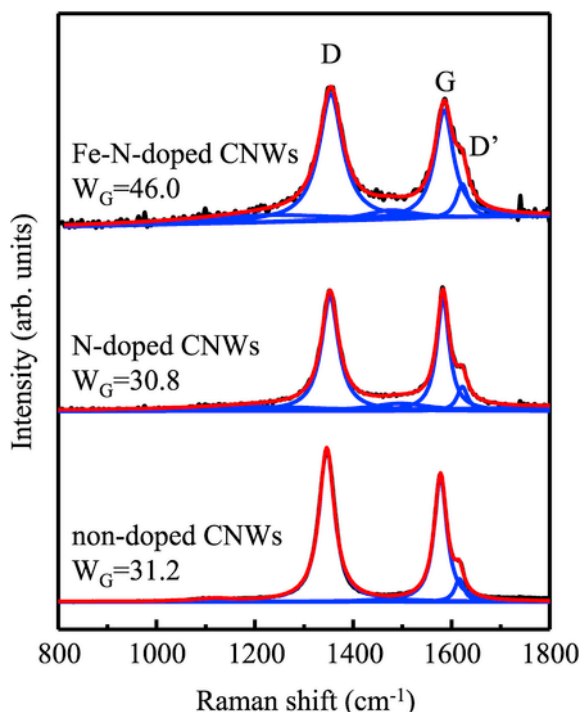 D
G
D’
Fe-N-doped CNWs
W_G=46.0
N-doped CNWs
W_G=30.8
non-doped CNWs
W_G=31.2
Intensity (arb. units)
800 1000 1200 1400 1600 1800
Raman shift (cm⁻¹)